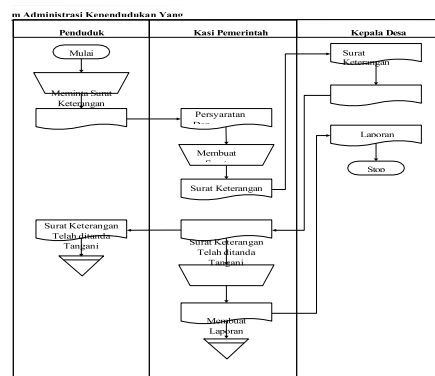 m Administrasi Kependudukan Yang
Penduduk
Kasi Pemerintah
Kepala Desa
Mulai
Meminta Surat
Keterangan
Persyaratan
Membuat
Surat Keterangan
Surat
Keterangan
Laporan
Stop
Surat Keterangan
Telah ditanda
Tangani
Surat Keterangan
Telah ditanda
Tangani
Membuat
Laporan